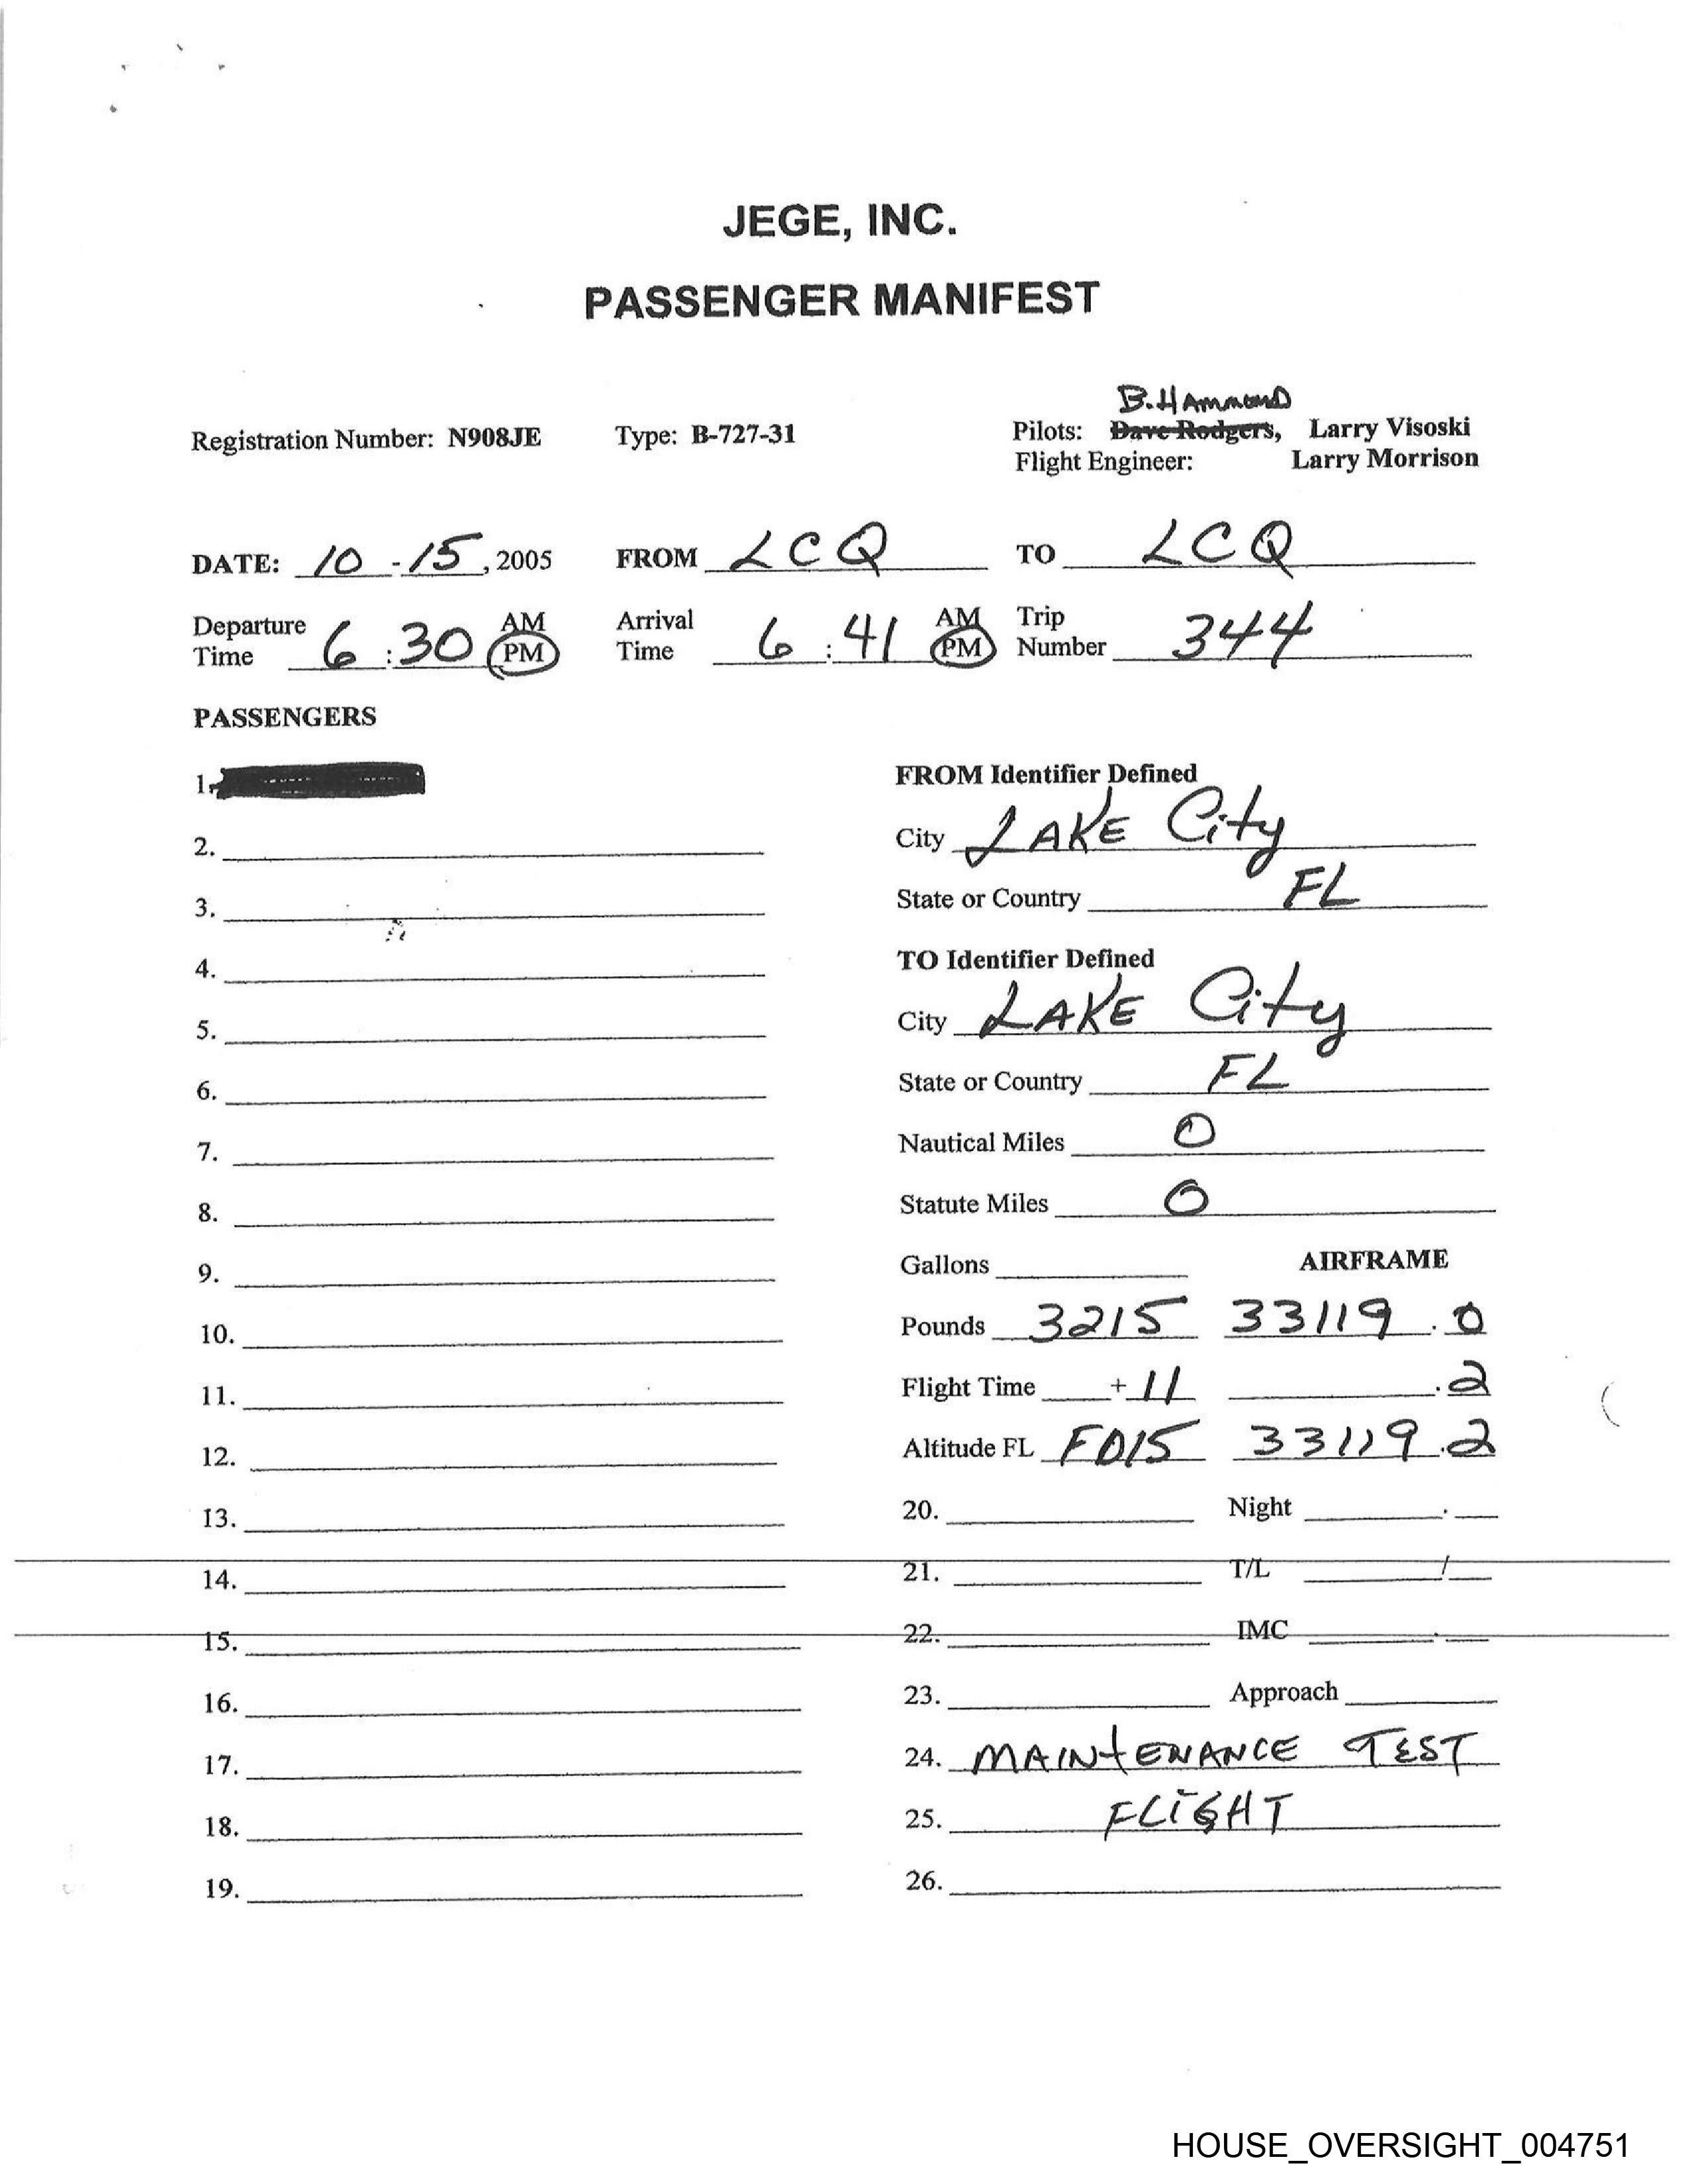 JEGE, INC.
PASSENGER MANIFEST
B. HAMMOND
Registration Number: N908JE Type: B-727-31 Pilots: Dave Rodgers, Larry Visoski
Flight Engineer: Larry Morrison
DATE: 10 - 15, 2005 FROM LCQ TO LCQ
Departure Time 6:30 AM PM Arrival Time 6:41 AM PM Trip Number 344
PASSENGERS
1.
FROM Identifier Defined
City LAKE City
2.
State or Country FL
3.
TO Identifier Defined
4.
City LAKE City
5.
State or Country FL
6.
Nautical Miles 0
7.
Statute Miles 0
8.
Gallons AIRFRAME
9.
Pounds 3215 33119.0
10.
Flight Time + 11 .2
11.
Altitude FL F015 33119.2
12.
20. Night .
13.
21. T/L /
14.
22. IMC .
15.
23. Approach
16.
24. MAINTENANCE TEST
17.
25. FLIGHT
18.
26.
19.
HOUSE_OVERSIGHT_004751